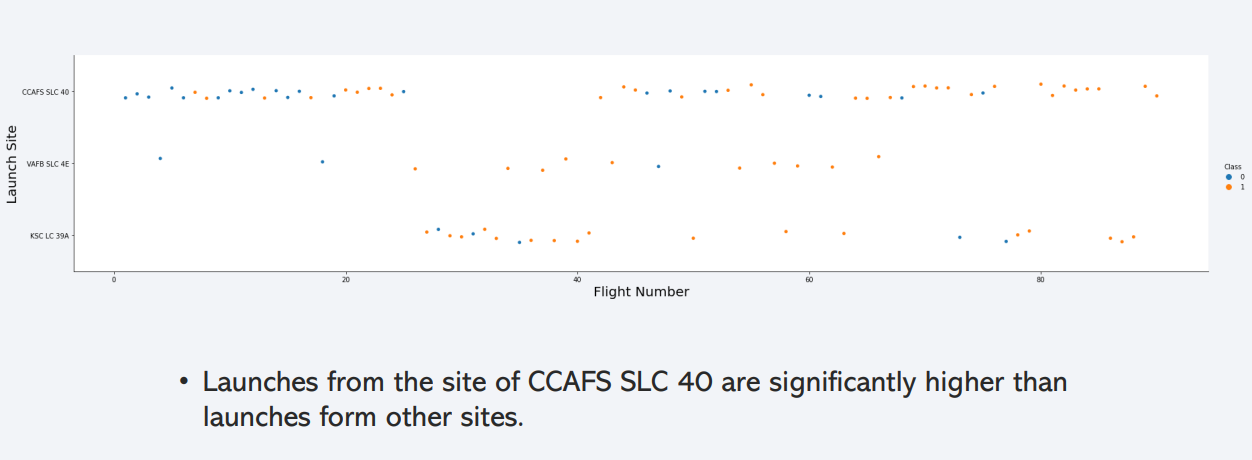 CCAFS SLC 40
VAFB SLC 4E
KSC LC 39A
Launch Site
0 20 40 60 80
Flight Number
Class
0
1
• Launches from the site of CCAFS SLC 40 are significantly higher than
launches form other sites.